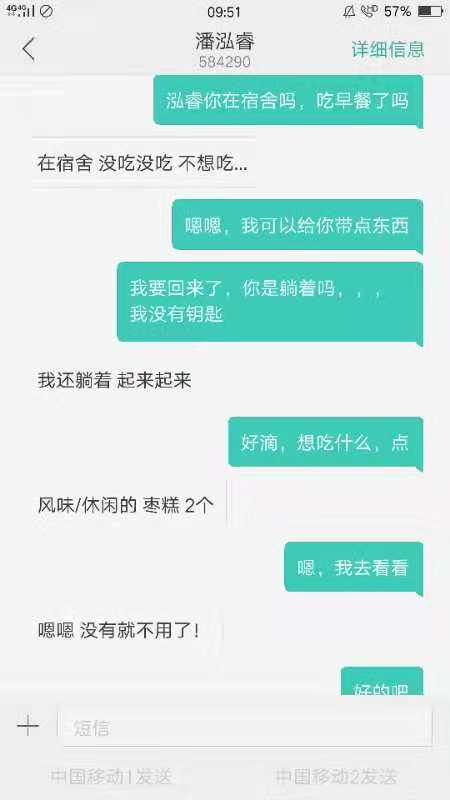 4G 4G 09:51 57%
潘泓睿 详细信息
584290
泓睿你在宿舍吗，吃早餐了吗
在宿舍 没吃没吃 不想吃...
嗯嗯，我可以给你带点东西
我要回来了，你是躺着吗，，，
我没有钥匙
我还躺着 起来起来
好滴，想吃什么，点
风味/休闲的 枣糕 2个
嗯，我去看看
嗯嗯 没有就不用了！
好的吧
短信
中国移动1发送 中国移动2发送